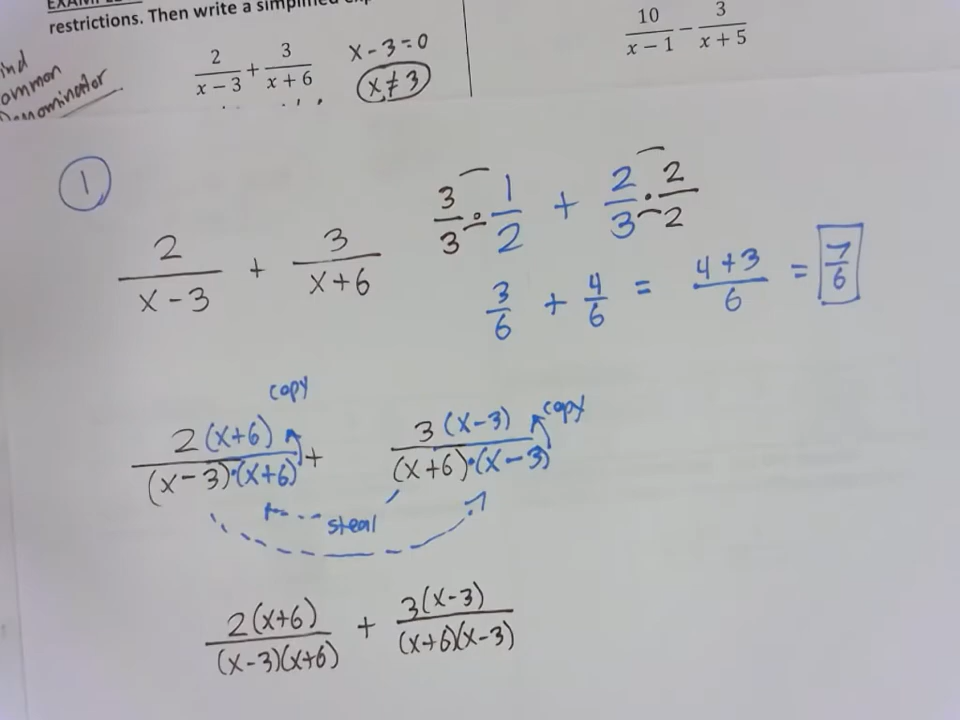 restrictions. Then write a simplified
2/(x − 3) + 3/(x + 6)
x − 3 = 0
x ≠ 3
10/(x − 1) − 3/(x + 5)
Denominator
1
2/(x − 3) + 3/(x + 6)
3/3 ÷ 1/2 + 2/3 · 2/2
3/6 + 4/6 = (4 + 3)/6 = 7/6
copy
copy
2(x+6)/((x−3)·(x+6)) + 3(x−3)/((x+6)·(x−3))
steal
2(x+6)/((x−3)(x+6)) + 3(x−3)/((x+6)(x−3))